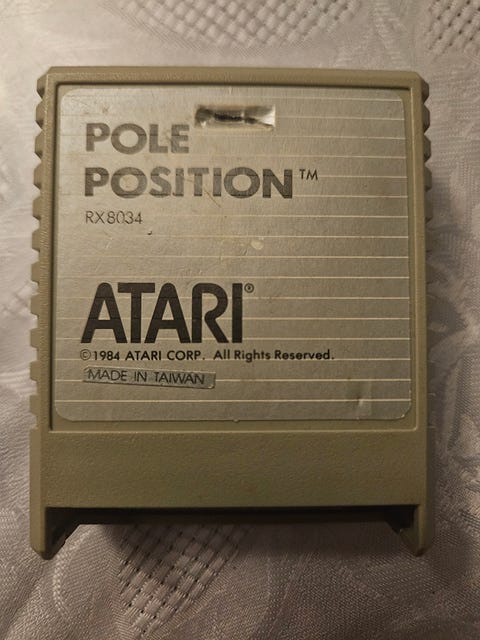 POLE
POSITION™
RX8034
ATARI®
©1984 ATARI CORP. All Rights Reserved.
MADE IN TAIWAN